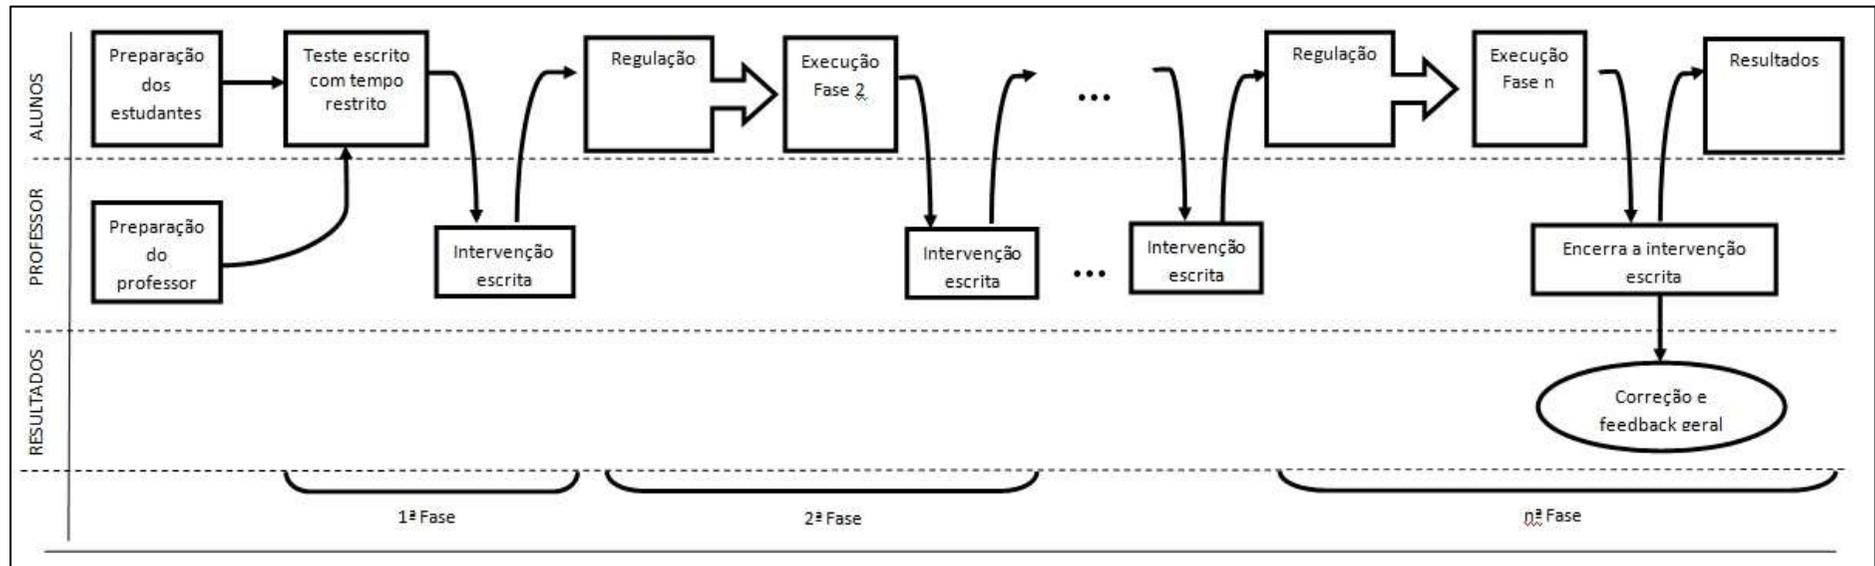 ALUNOS
Preparação
dos
estudantes
Teste escrito
com tempo
restrito
Regulação
Execução
Fase 2
...
Regulação
Execução
Fase n
Resultados
PROFESSOR
Preparação
do
professor
Intervenção
escrita
Intervenção
escrita
...
Intervenção
escrita
Encerra a intervenção
escrita
RESULTADOS
Correção e
feedback geral
1ª Fase
2ª Fase
nª Fase